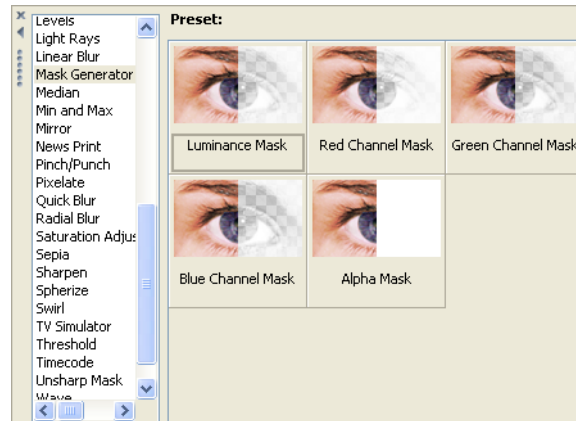 Preset:
Levels
Light Rays
Linear Blur
Mask Generator
Median
Min and Max
Mirror
News Print
Pinch/Punch
Pixelate
Quick Blur
Radial Blur
Saturation Adjus
Sepia
Sharpen
Spherize
Swirl
TV Simulator
Threshold
Timecode
Unsharp Mask
Wave
Luminance Mask
Red Channel Mask
Green Channel Mask
Blue Channel Mask
Alpha Mask